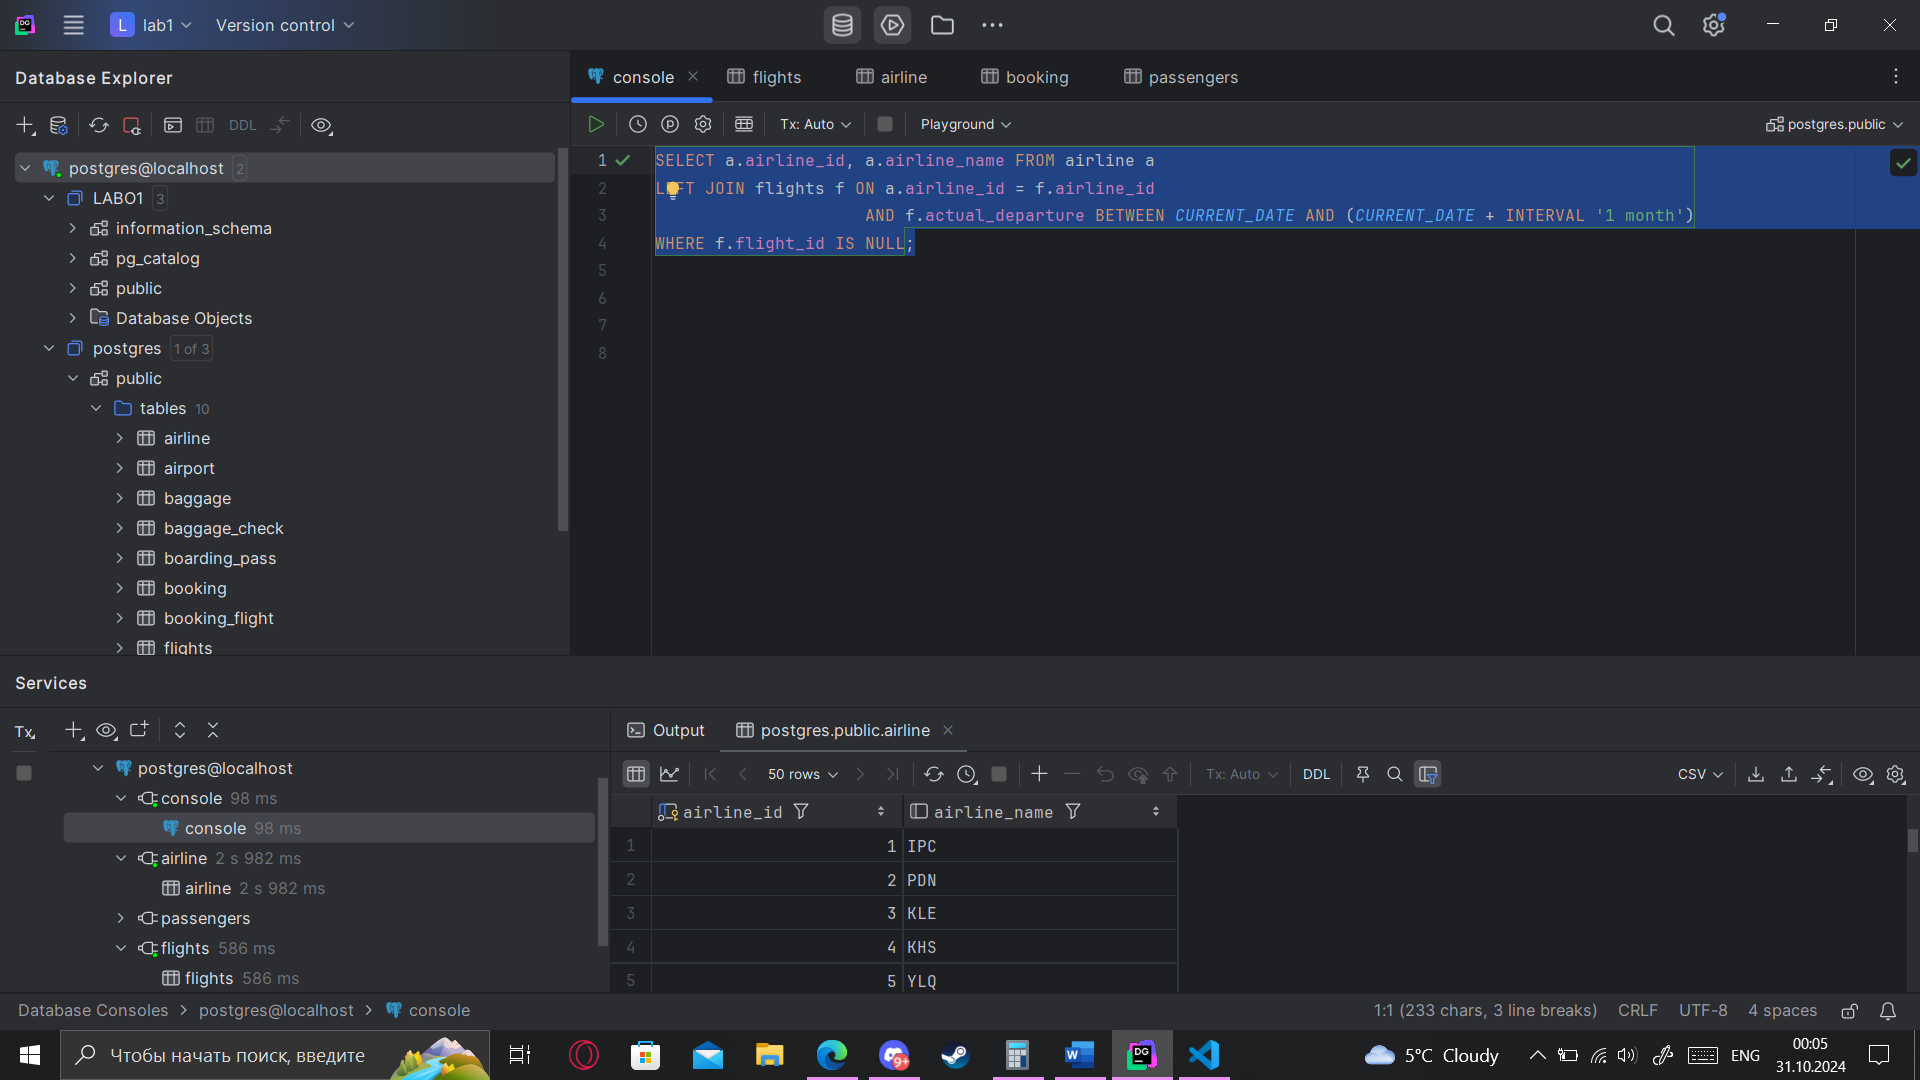 L lab1 Version control
Database Explorer
console flights airline booking passengers
DDL
Tx: Auto Playground postgres.public
postgres@localhost 2
LABO1 3
information_schema
pg_catalog
public
Database Objects
postgres 1 of 3
public
tables 10
airline
airport
baggage
baggage_check
boarding_pass
booking
booking_flight
flights
1 SELECT a.airline_id, a.airline_name FROM airline a
2 LEFT JOIN flights f ON a.airline_id = f.airline_id
3 AND f.actual_departure BETWEEN CURRENT_DATE AND (CURRENT_DATE + INTERVAL '1 month')
4 WHERE f.flight_id IS NULL;
5
6
7
8
Services
Tx
postgres@localhost
console 98 ms
console 98 ms
airline 2 s 982 ms
airline 2 s 982 ms
passengers
flights 586 ms
flights 586 ms
Output postgres.public.airline
50 rows Tx: Auto DDL CSV
airline_id airline_name
1 1 IPC
2 2 PDN
3 3 KLE
4 4 KHS
5 5 YLQ
Database Consoles > postgres@localhost > console
1:1 (233 chars, 3 line breaks) CRLF UTF-8 4 spaces
Чтобы начать поиск, введите
9+
DG
5°C Cloudy
ENG
00:05
31.10.2024